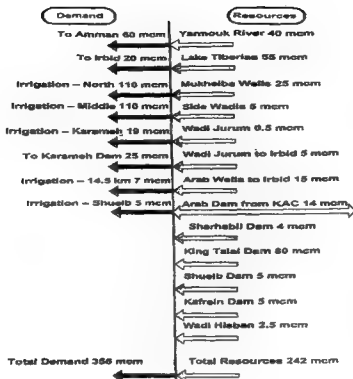 Demand Resources
To Amman 60 mcm Yarmouk River 40 mcm
To Irbid 20 mcm Lake Tiberias 55 mcm
Irrigation – North 110 mcm Mukheiba Wells 25 mcm
Irrigation – Middle 110 mcm Side Wadis 5 mcm
Irrigation – Karameh 19 mcm Wadi Jurum 0.5 mcm
To Karameh Dam 25 mcm Wadi Jurum to Irbid 5 mcm
Irrigation – 14.5 km 7 mcm Arab Wells to Irbid 15 mcm
Irrigation – Shueib 5 mcm Arab Dam from KAC 14 mcm
Sherhabil Dam 4 mcm
King Talal Dam 80 mcm
Shueib Dam 5 mcm
Kafrein Dam 5 mcm
Wadi Hisban 2.5 mcm
Total Demand 356 mcm Total Resources 242 mcm